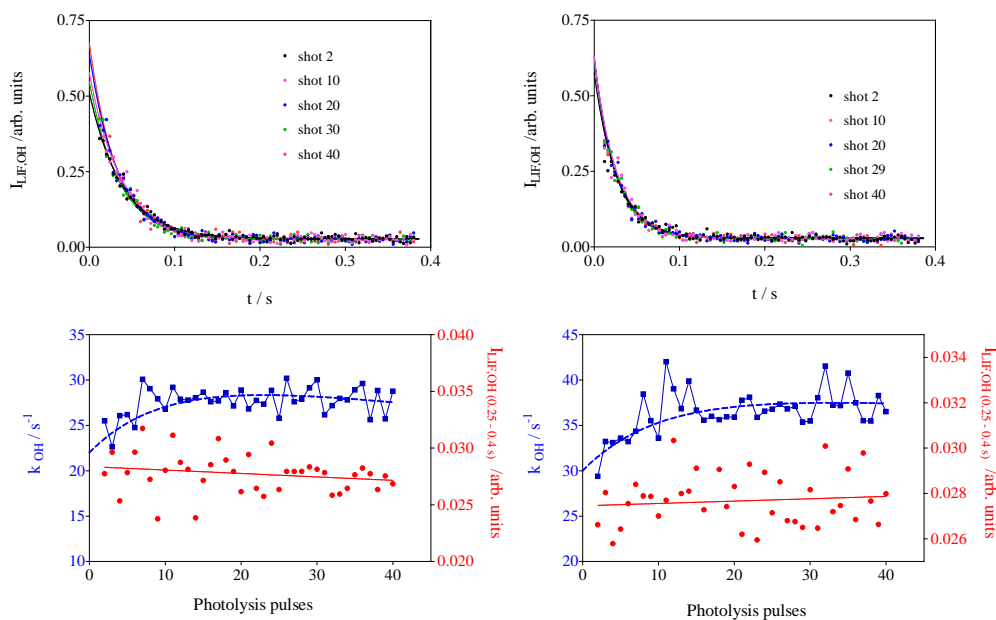 0.75
0.50
0.25
0.00
I_LIF,OH /arb. units
shot 2
shot 10
shot 20
shot 30
shot 40
0.0
0.1
0.2
0.3
0.4
t / s
0.75
0.50
0.25
0.00
I_LIF,OH /arb. units
shot 2
shot 10
shot 20
shot 29
shot 40
0.0
0.1
0.2
0.3
0.4
t / s
35
30
25
20
15
10
k_OH / s^-1
0.040
0.035
0.030
0.025
0.020
I_LIF,OH (0.25 - 0.4 s) /arb. units
0
10
20
30
40
Photolysis pulses
45
40
35
30
25
20
k_OH / s^-1
0.034
0.032
0.030
0.028
0.026
I_LIF,OH (0.25 - 0.4 s) /arb. units
0
10
20
30
40
Photolysis pulses